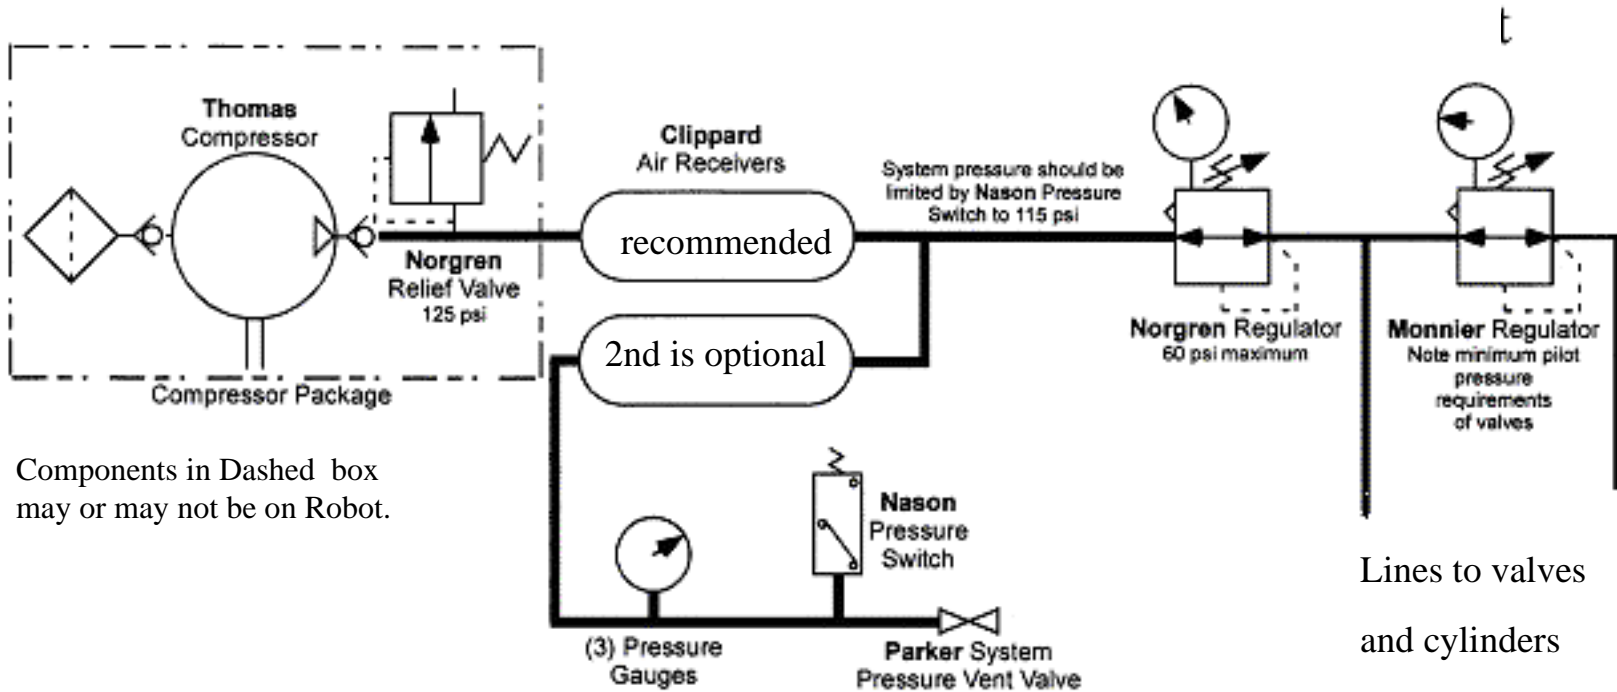 t
Thomas
Compressor
Clippard
Air Receivers
System pressure should be
limited by Nason Pressure
Switch to 115 psi
recommended
Norgren
Relief Valve
125 psi
Norgren Regulator
60 psi maximum
Monnier Regulator
Note minimum pilot
pressure
requirements
of valves
2nd is optional
Compressor Package
Components in Dashed box
may or may not be on Robot.
Nason
Pressure
Switch
Lines to valves
and cylinders
(3) Pressure
Gauges
Parker System
Pressure Vent Valve